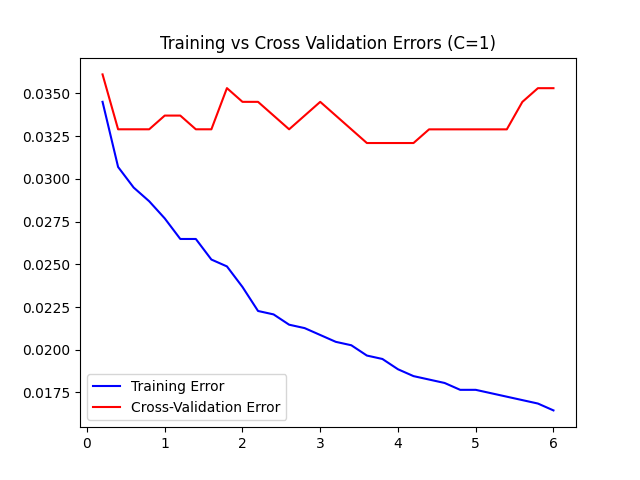 Training vs Cross Validation Errors (C=1)
0.0350
0.0325
0.0300
0.0275
0.0250
0.0225
0.0200
0.0175
Training Error
Cross-Validation Error
0 1 2 3 4 5 6